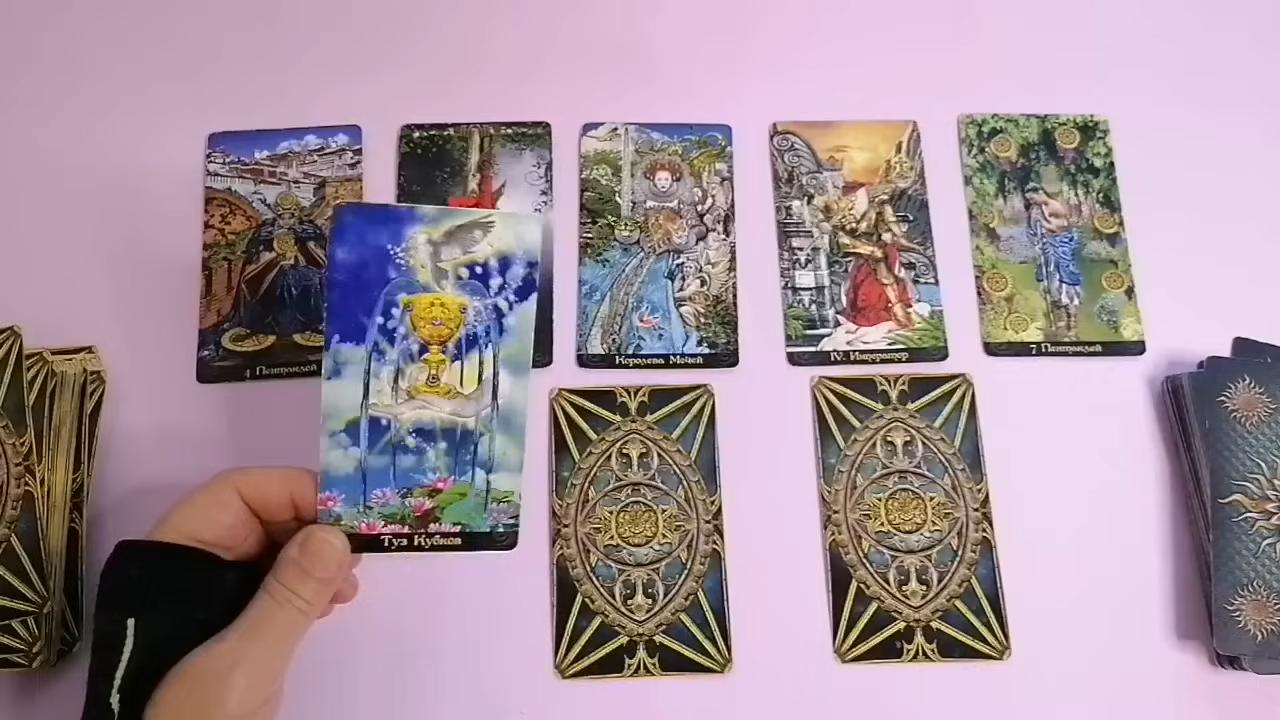 4 Пентаклей
Королева Мечей
IV. Император
7 Пентаклей
Туз Кубков